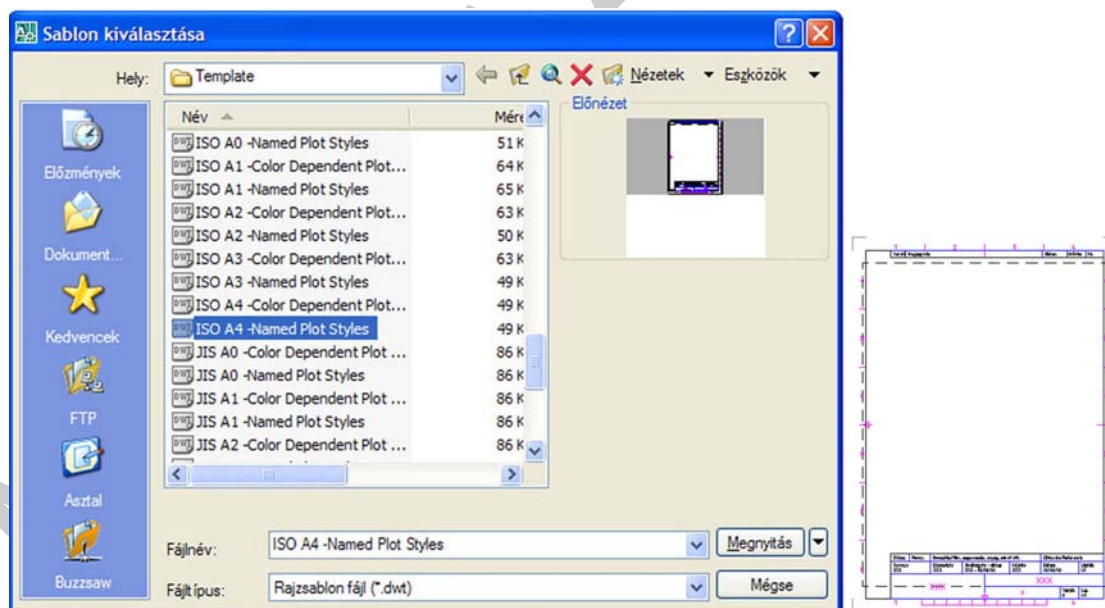 Sablon kiválasztása
Hely: Template Nézetek Eszközök
Előzmények
Dokument...
Kedvencek
FTP
Asztal
Buzzsaw
Név Mére
ISO A0 -Named Plot Styles 51 K
ISO A1 -Color Dependent Plot... 64 K
ISO A1 -Named Plot Styles 65 K
ISO A2 -Color Dependent Plot... 63 K
ISO A2 -Named Plot Styles 50 K
ISO A3 -Color Dependent Plot... 63 K
ISO A3 -Named Plot Styles 49 K
ISO A4 -Color Dependent Plot... 49 K
ISO A4 -Named Plot Styles 49 K
JIS A0 -Color Dependent Plot ... 86 K
JIS A0 -Named Plot Styles 86 K
JIS A1 -Color Dependent Plot ... 86 K
JIS A1 -Named Plot Styles 86 K
JIS A2 -Color Dependent Plot ... 86 K
Előnézet
Fájlnév: ISO A4 -Named Plot Styles Megnyitás
Fájltípus: Rajzsablon fájl (*.dwt) Mégse
XXX
XXX